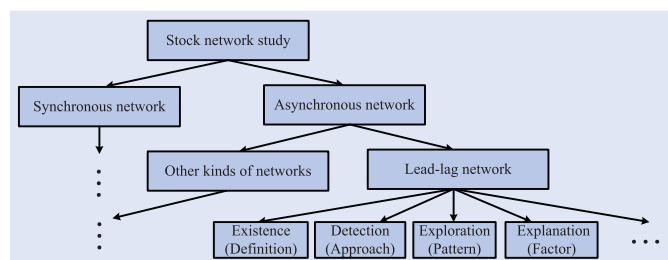 Stock network study
Synchronous network
Asynchronous network
Other kinds of networks
Lead-lag network
Existence
(Definition)
Detection
(Approach)
Exploration
(Pattern)
Explanation
(Factor)